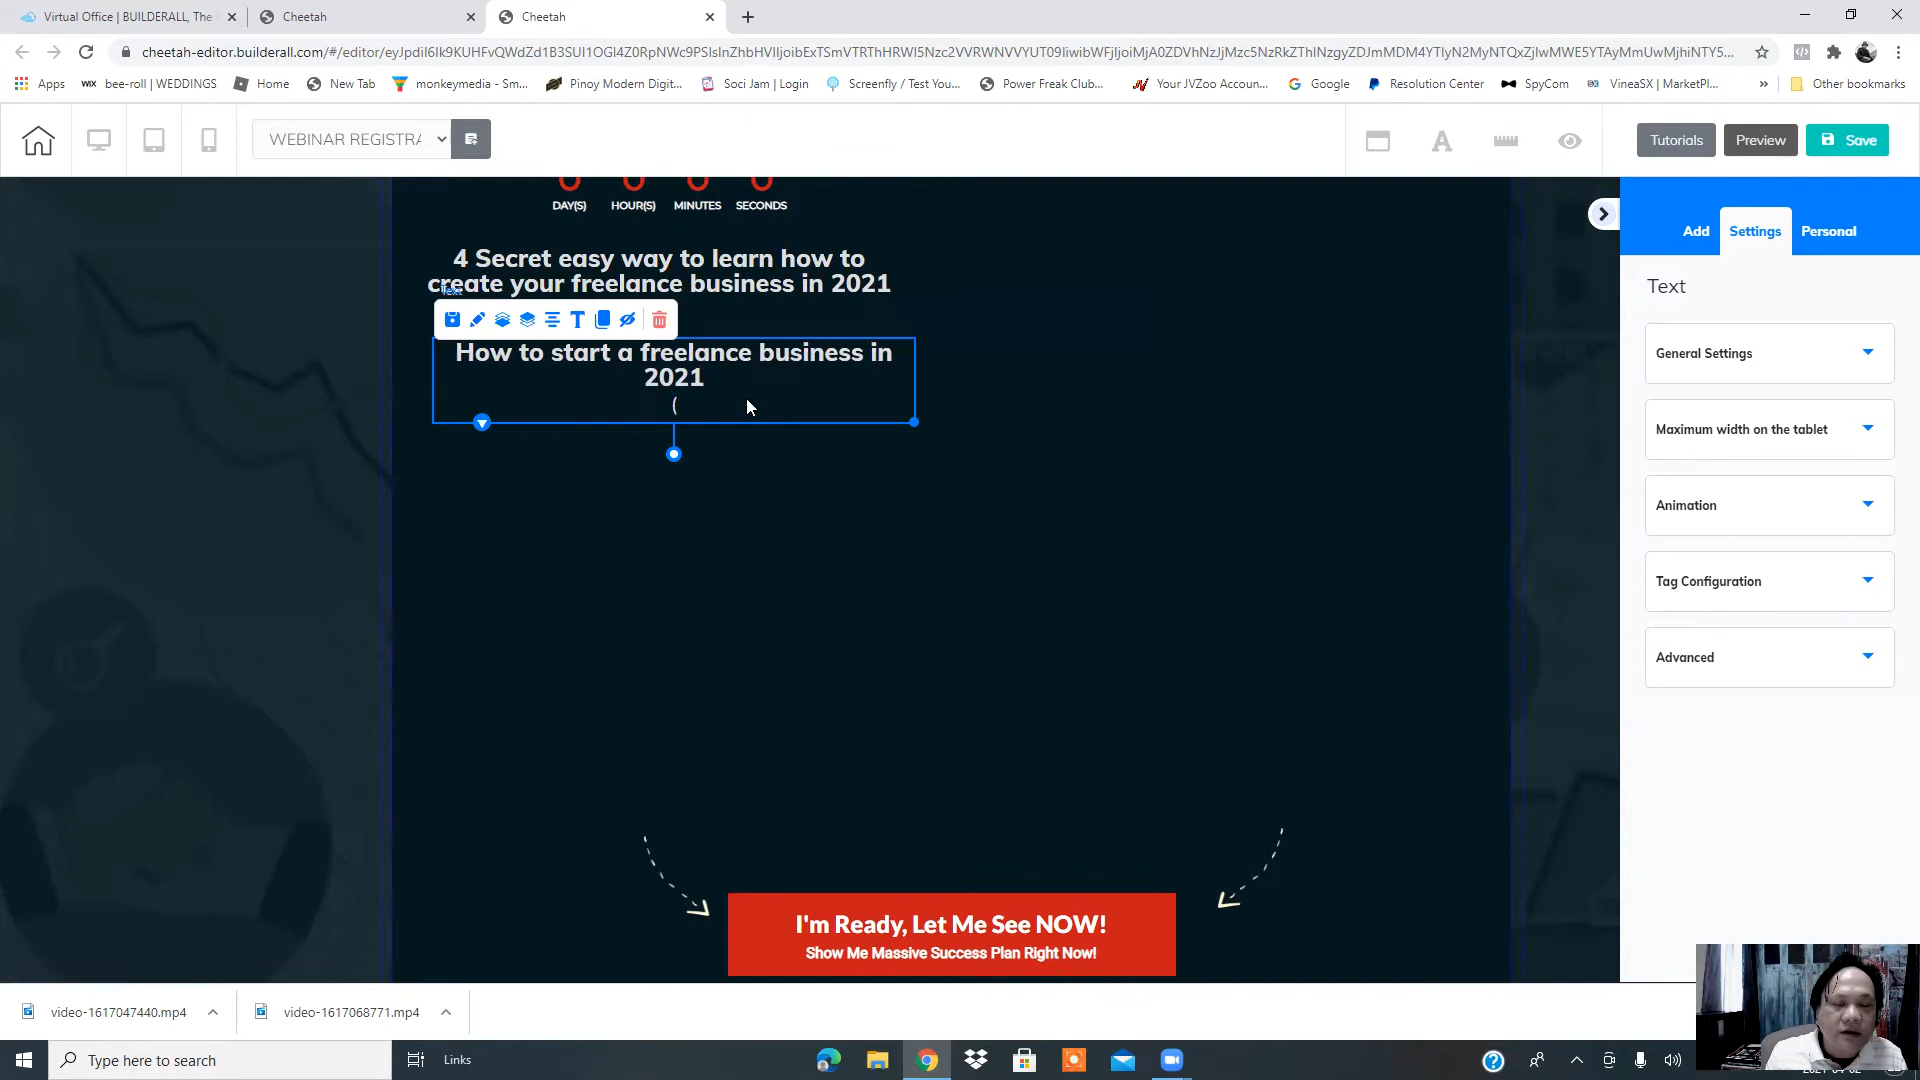 Virtual Office | BUILDERALL, The
Cheetah
Cheetah
cheetah-editor.builderall.com/#/editor/
Apps
WIX bee-roll | WEDDINGS
Home
New Tab
monkeymedia - Sm...
Pinoy Modern Digit...
Soci Jam | Login
Screenfly / Test You...
Power Freak Club...
Your JVZoo Accoun...
Google
Resolution Center
SpyCom
VineaSX | MarketPl...
»
Other bookmarks
WEBINAR REGISTRA
Tutorials
Preview
Save
DAY(S) HOUR(S) MINUTES SECONDS
4 Secret easy way to learn how to
create your freelance business in 2021
Text
How to start a freelance business in
2021
(
Add
Settings
Personal
Text
General Settings
Maximum width on the tablet
Animation
Tag Configuration
Advanced
I'm Ready, Let Me See NOW!
Show Me Massive Success Plan Right Now!
video-1617047440.mp4
video-1617068771.mp4
Type here to search
Links